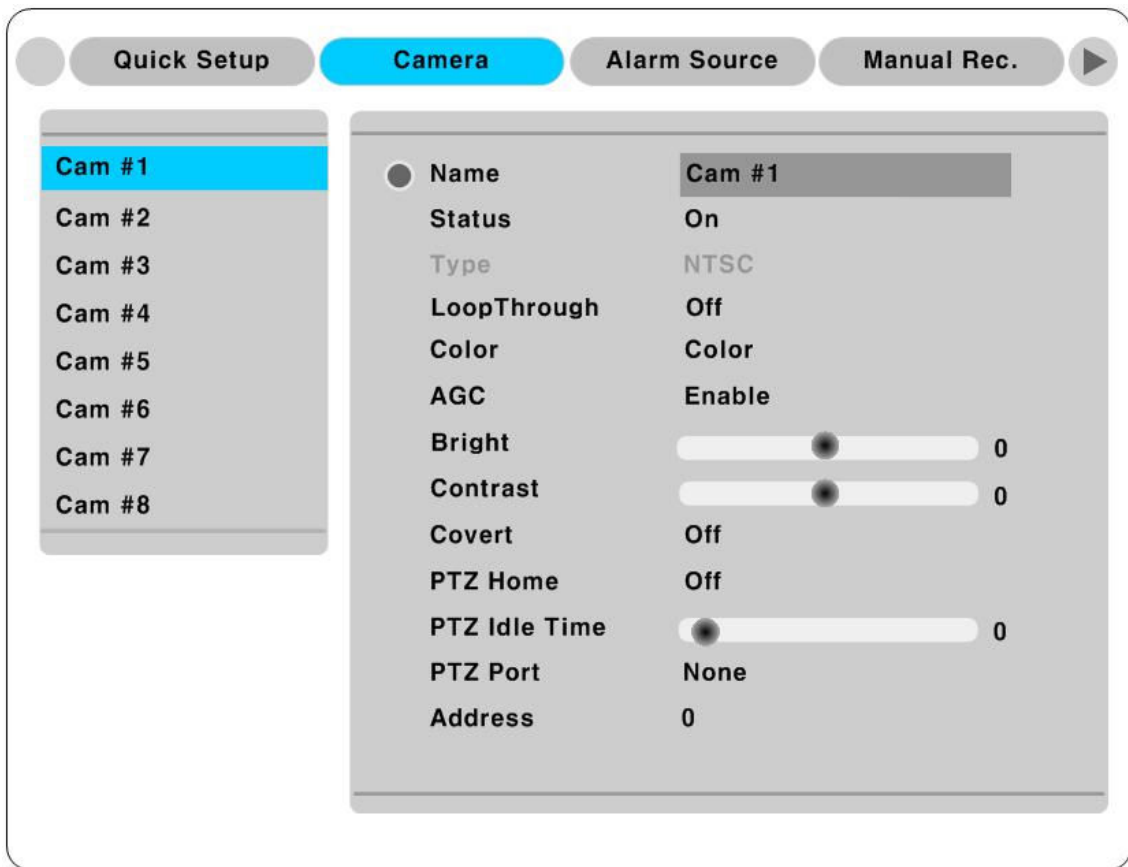 Quick Setup Camera Alarm Source Manual Rec.
Cam #1
Cam #2
Cam #3
Cam #4
Cam #5
Cam #6
Cam #7
Cam #8
Name Cam #1
Status On
Type NTSC
LoopThrough Off
Color Color
AGC Enable
Bright 0
Contrast 0
Covert Off
PTZ Home Off
PTZ Idle Time 0
PTZ Port None
Address 0